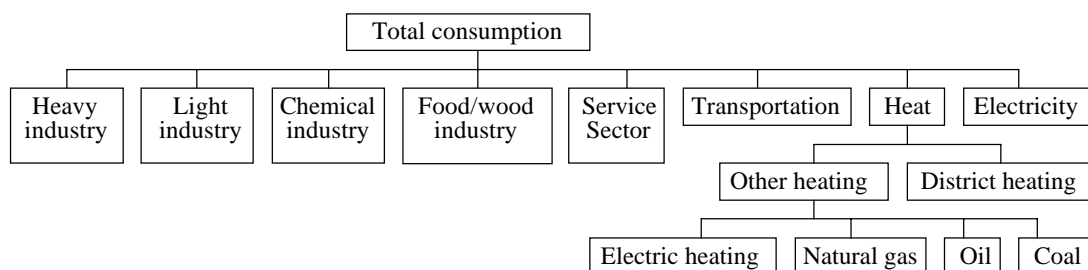 Total consumption
Heavy
industry
Light
industry
Chemical
industry
Food/wood
industry
Service
Sector
Transportation
Heat
Electricity
Other heating
District heating
Electric heating
Natural gas
Oil
Coal